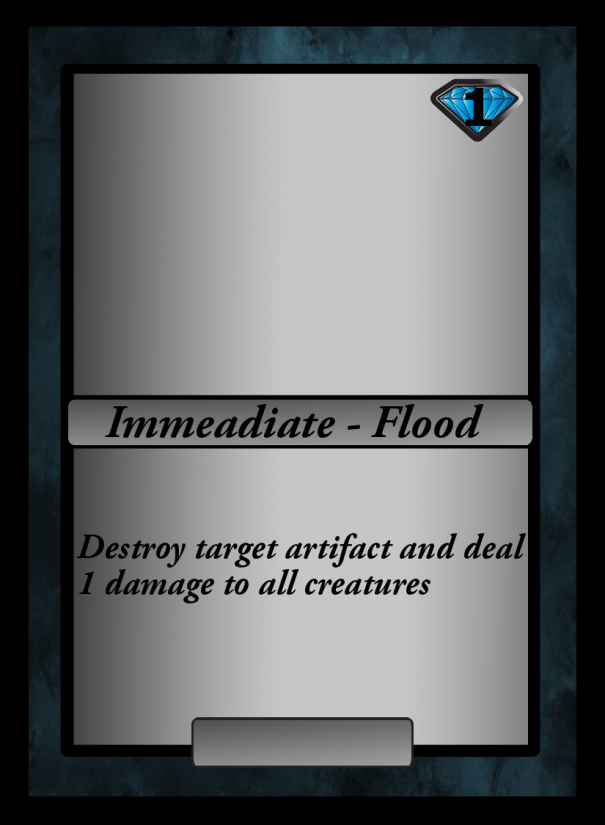 1
Immeadiate - Flood
Destroy target artifact and deal
1 damage to all creatures